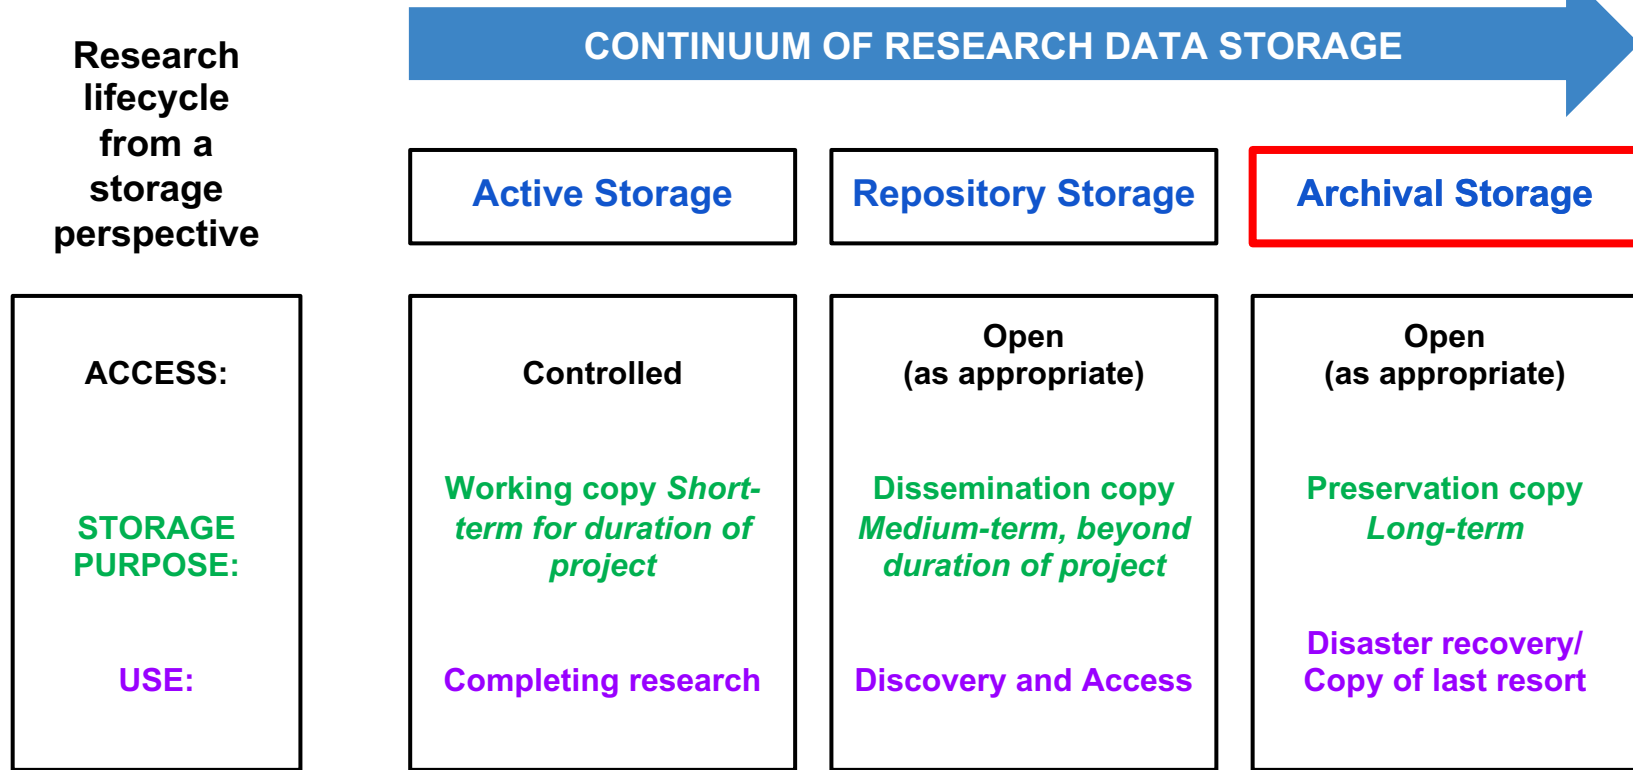 CONTINUUM OF RESEARCH DATA STORAGE
Research
lifecycle
from a
storage
perspective
Active Storage
Repository Storage
Archival Storage
ACCESS:
STORAGE
PURPOSE:
USE:
Controlled
Working copy Short-
term for duration of
project
Completing research
Open
(as appropriate)
Dissemination copy
Medium-term, beyond
duration of project
Discovery and Access
Open
(as appropriate)
Preservation copy
Long-term
Disaster recovery/
Copy of last resort